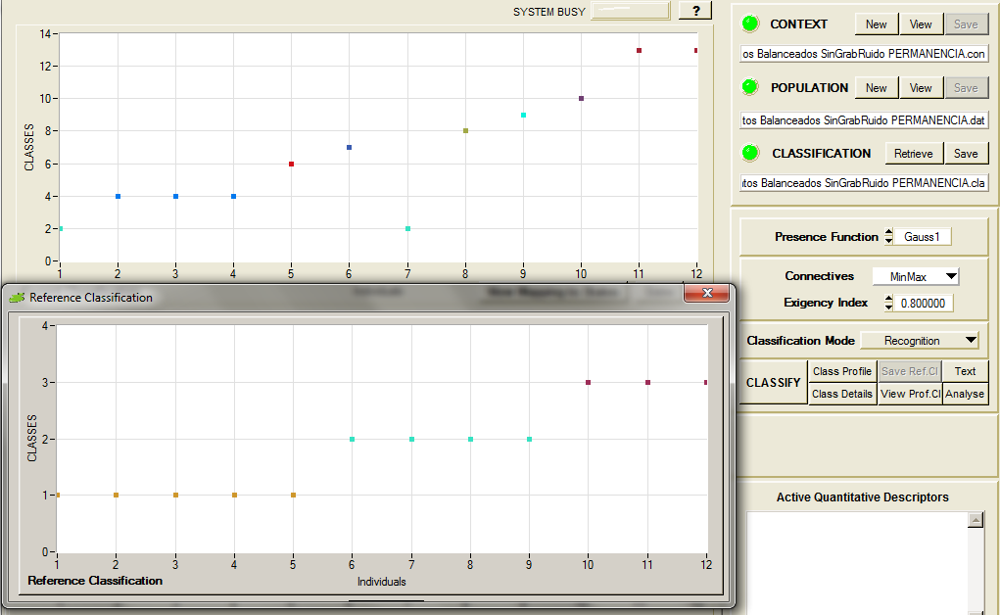 SYSTEM BUSY
?
14
12
10
8
6
4
2
0
CLASSES
1 2 3 4 5 6 7 8 9 10 11 12
Reference Classification
4
3
2
1
0
CLASSES
1 2 3 4 5 6 7 8 9 10 11 12
Reference Classification
Individuals
CONTEXT New View Save
os Balanceados SinGrabRuido PERMANENCIA.con
POPULATION New View Save
tos Balanceados SinGrabRuido PERMANENCIA.dat
CLASSIFICATION Retrieve Save
itos Balanceados SinGrabRuido PERMANENCIA.cla
Presence Function Gauss1
Connectives MinMax
Exigency Index 0.800000
Classification Mode Recognition
CLASSIFY
Class Profile Save Ref.Cl Text
Class Details View Prof.Cl Analyse
Active Quantitative Descriptors